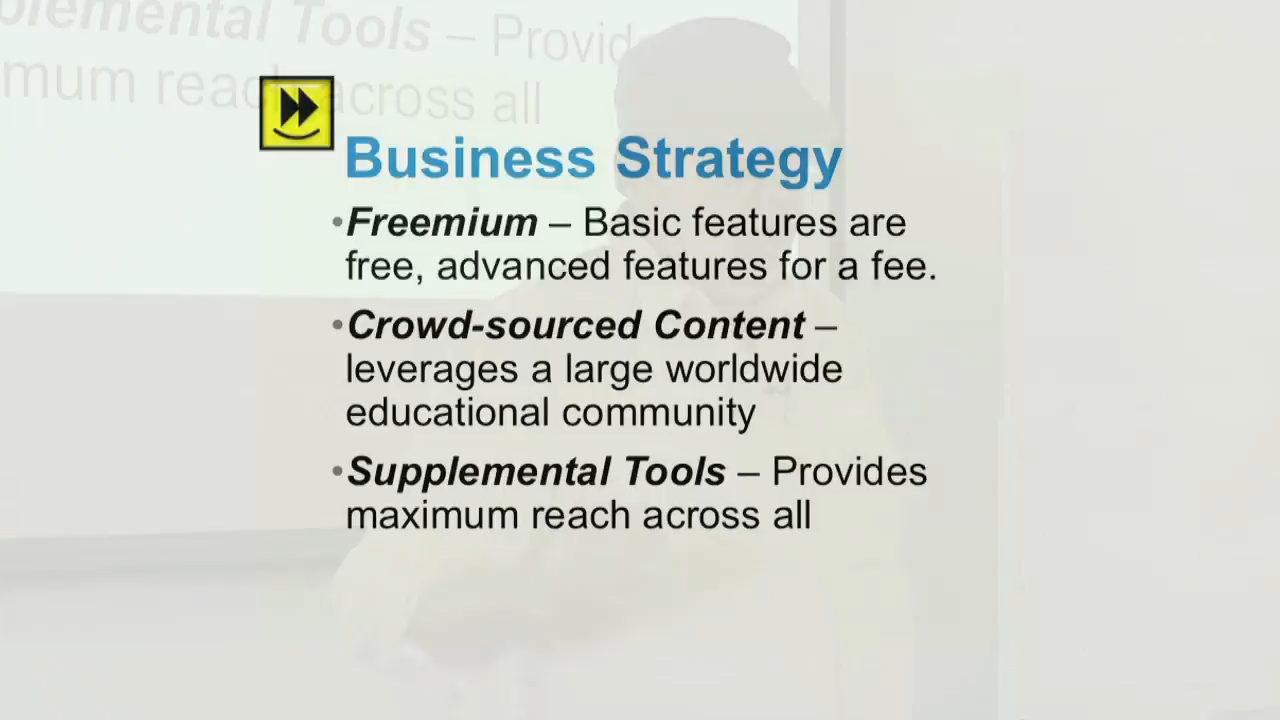 plemental Tools – Provid
mum reach across all
Business Strategy
•Freemium – Basic features are
free, advanced features for a fee.
•Crowd-sourced Content –
leverages a large worldwide
educational community
•Supplemental Tools – Provides
maximum reach across all